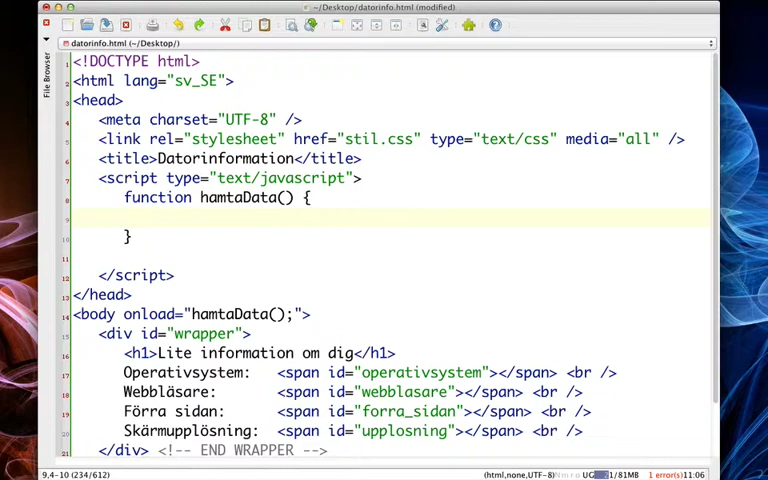 ~/Desktop/datorinfo.html (modified)
datorinfo.html (~/Desktop/)
File Browser
1 <!DOCTYPE html>
2 <html lang="sv_SE">
3 <head>
4 <meta charset="UTF-8" />
5 <link rel="stylesheet" href="stil.css" type="text/css" media="all" />
6 <title>Datorinformation</title>
7 <script type="text/javascript">
8 function hamtaData() {
9
10 }
11
12 </script>
13 </head>
14 <body onload="hamtaData();">
15 <div id="wrapper">
16 <h1>Lite information om dig</h1>
17 Operativsystem: <span id="operativsystem"></span> <br />
18 Webbläsare: <span id="webblasare"></span> <br />
19 Förra sidan: <span id="forra_sidan"></span> <br />
20 Skärmupplösning: <span id="upplosning"></span> <br />
21 </div> <!-- END WRAPPER -->
9,4-10 (234/612)
(html,none,UTF-8) 1/81MB 1 error(s) 11:06